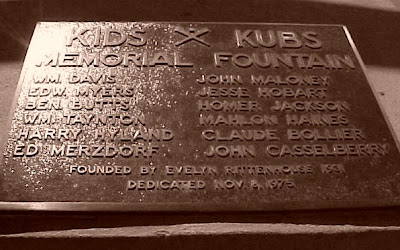 KIDS KUBS
MEMORIAL FOUNTAIN
WM. DAVIS JOHN MALONEY
EDW. MYERS JESSE HOBART
BEN. BUTTS HOMER JACKSON
WM. TAYNTON MAHLON HAINES
HARRY HYLAND CLAUDE BOLLIER
ED MERZDORF JOHN CASSELBERRY
FOUNDED BY EVELYN RITTENHOUSE 1931
DEDICATED NOV. 8, 1975